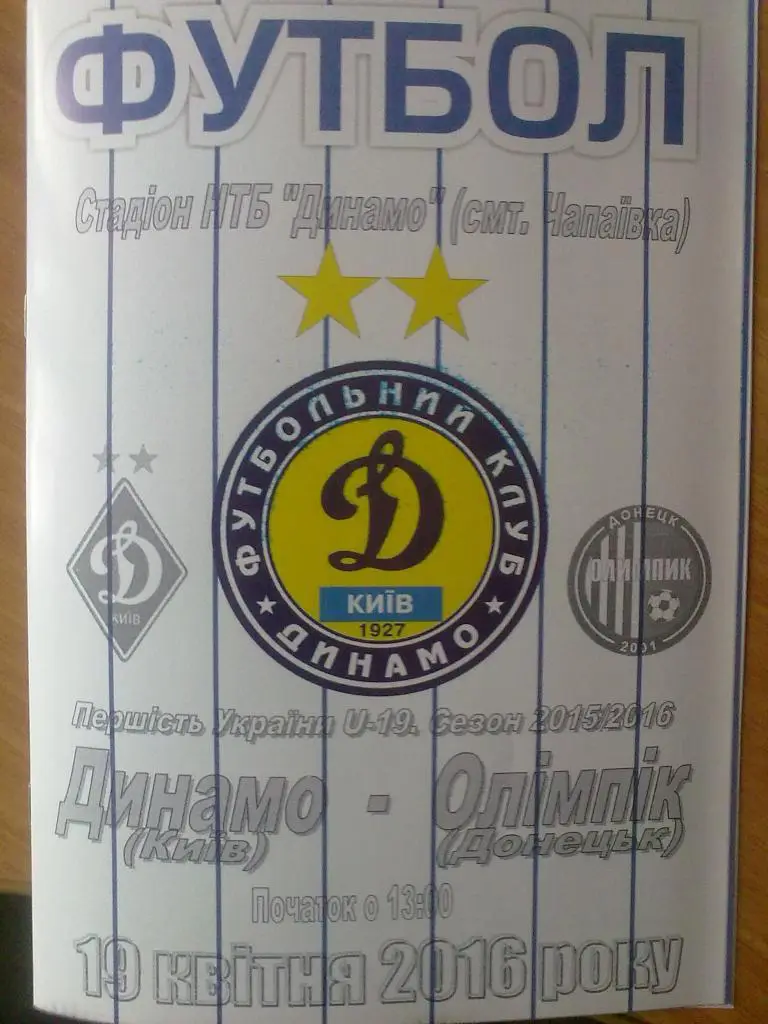 ФУТБОЛ
Стадіон НТБ "Динамо" (смт. Чапаївка)
ФУТБОЛЬНИЙ КЛУБ
Д
КИЇВ
1927
ДИНАМО
Д
КИЇВ
ДОНЕЦК
ОЛИМПИК
2001
Першість України U-19. Сезон 2015/2016
Динамо - Олімпік
(Київ) (Донецьк)
Початок о 13:00
19 квітня 2016 року